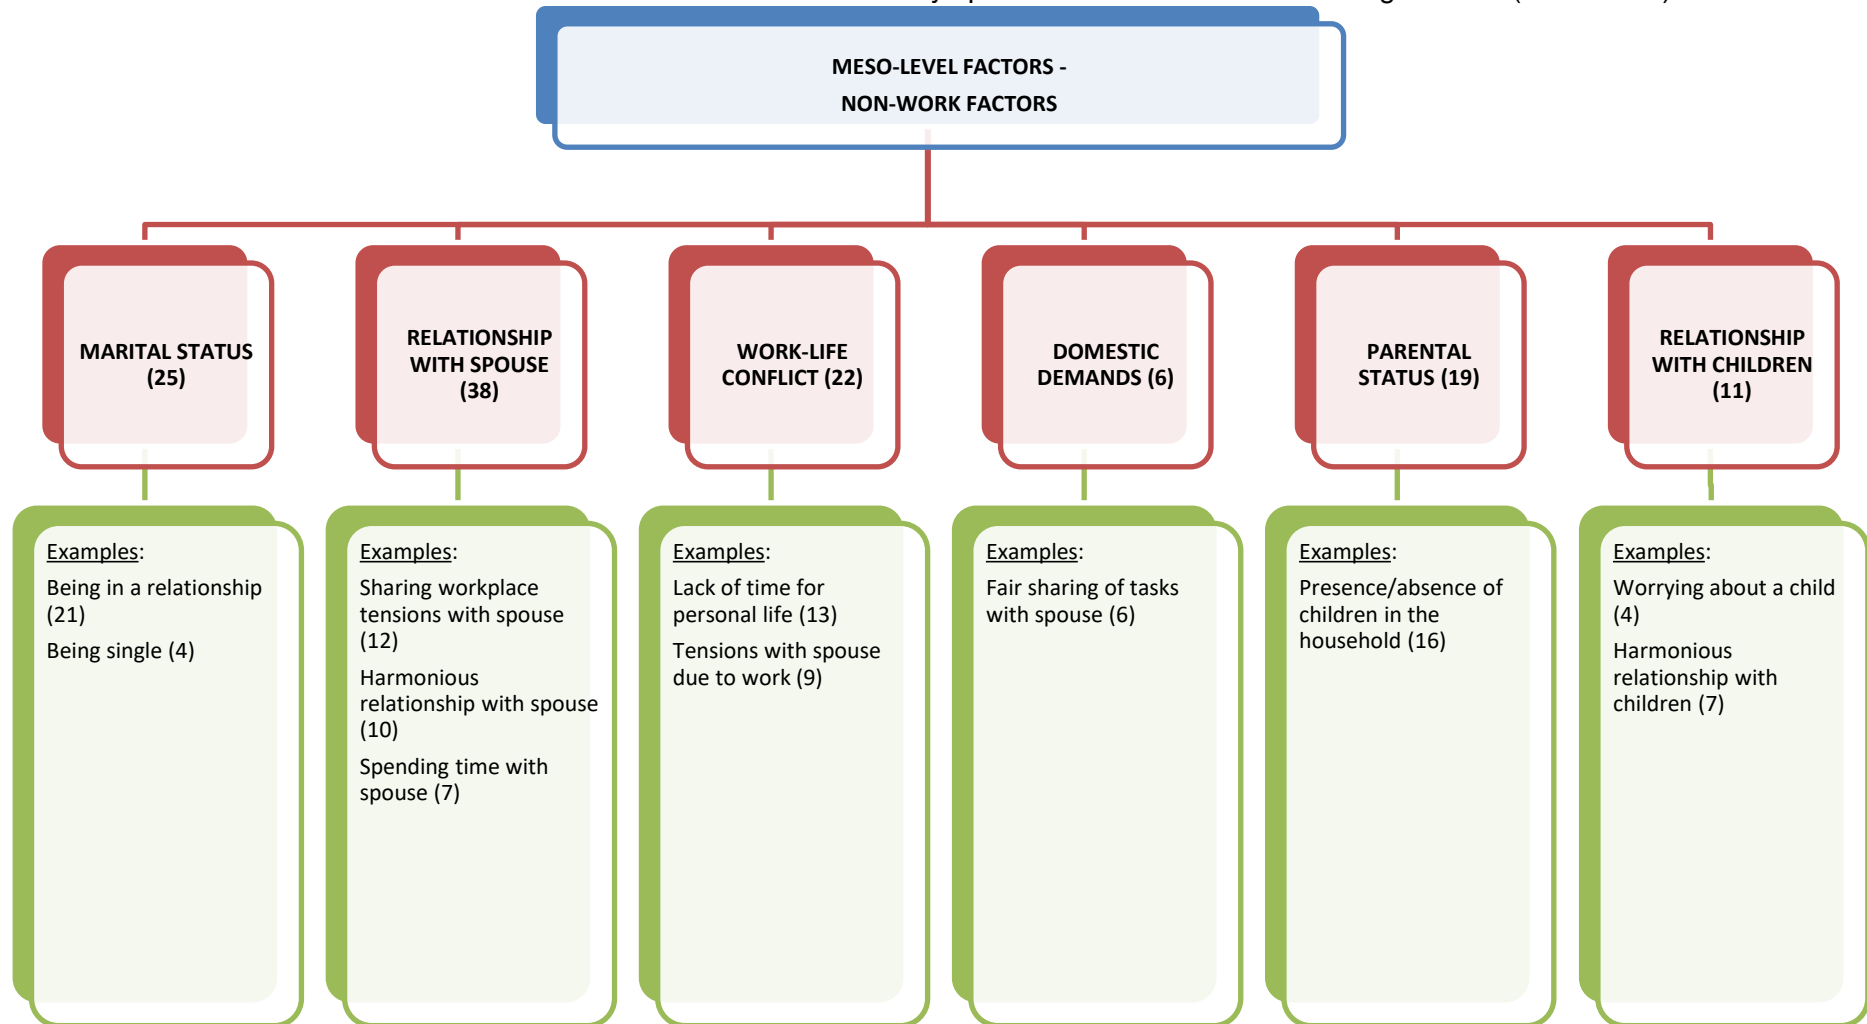 MESO-LEVEL FACTORS -
NON-WORK FACTORS
MARITAL STATUS
(25)
RELATIONSHIP
WITH SPOUSE
(38)
WORK-LIFE
CONFLICT (22)
DOMESTIC
DEMANDS (6)
PARENTAL
STATUS (19)
RELATIONSHIP
WITH CHILDREN
(11)
Examples:
Being in a relationship
(21)
Being single (4)
Examples:
Sharing workplace
tensions with spouse
(12)
Harmonious
relationship with spouse
(10)
Spending time with
spouse (7)
Examples:
Lack of time for
personal life (13)
Tensions with spouse
due to work (9)
Examples:
Fair sharing of tasks
with spouse (6)
Examples:
Presence/absence of
children in the
household (16)
Examples:
Worrying about a child
(4)
Harmonious
relationship with
children (7)